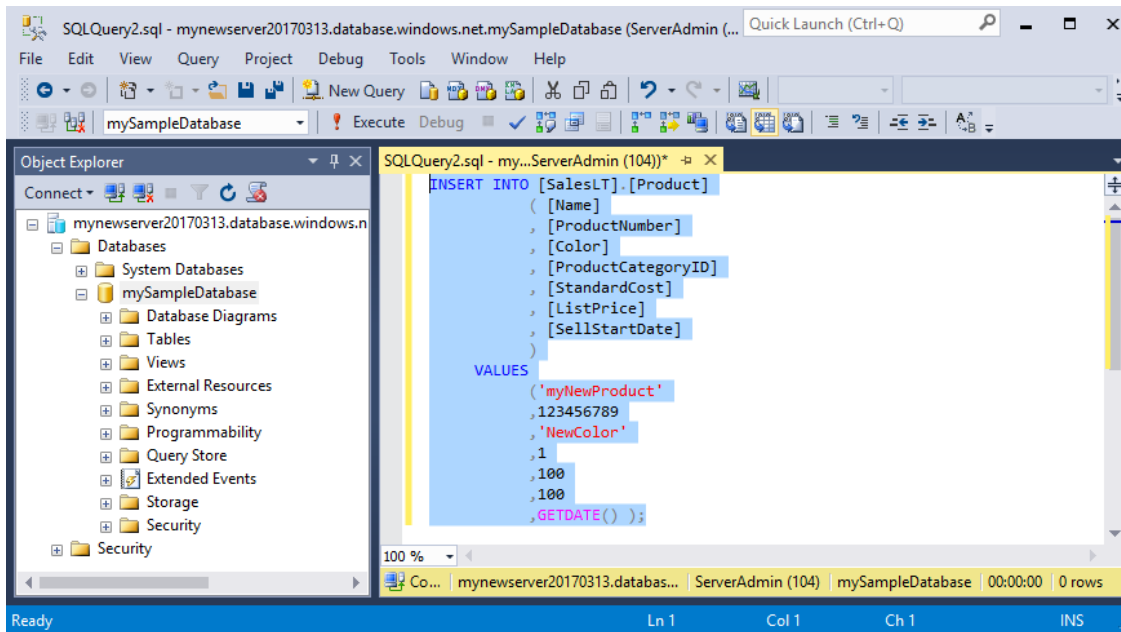 SQLQuery2.sql - mynewserver20170313.database.windows.net.mySampleDatabase (ServerAdmin (...
Quick Launch (Ctrl+Q)
File Edit View Query Project Debug Tools Window Help
New Query
mySampleDatabase
Execute Debug
Object Explorer
SQLQuery2.sql - my...ServerAdmin (104))*
Connect
mynewserver20170313.database.windows.n
Databases
System Databases
mySampleDatabase
Database Diagrams
Tables
Views
External Resources
Synonyms
Programmability
Query Store
Extended Events
Storage
Security
Security
INSERT INTO [SalesLT].[Product]
( [Name]
, [ProductNumber]
, [Color]
, [ProductCategoryID]
, [StandardCost]
, [ListPrice]
, [SellStartDate]
)
VALUES
('myNewProduct'
,123456789
,'NewColor'
,1
,100
,100
,GETDATE() );
100 %
Co... mynewserver20170313.databas... ServerAdmin (104) mySampleDatabase 00:00:00 0 rows
Ready Ln 1 Col 1 Ch 1 INS